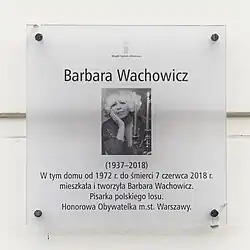 Barbara Wachowicz
(1937–2018)
W tym domu od 1972 r. do śmierci 7 czerwca 2018 r.
mieszkała i tworzyła Barbara Wachowicz.
Pisarka polskiego losu.
Honorowa Obywatelka m.st. Warszawy.